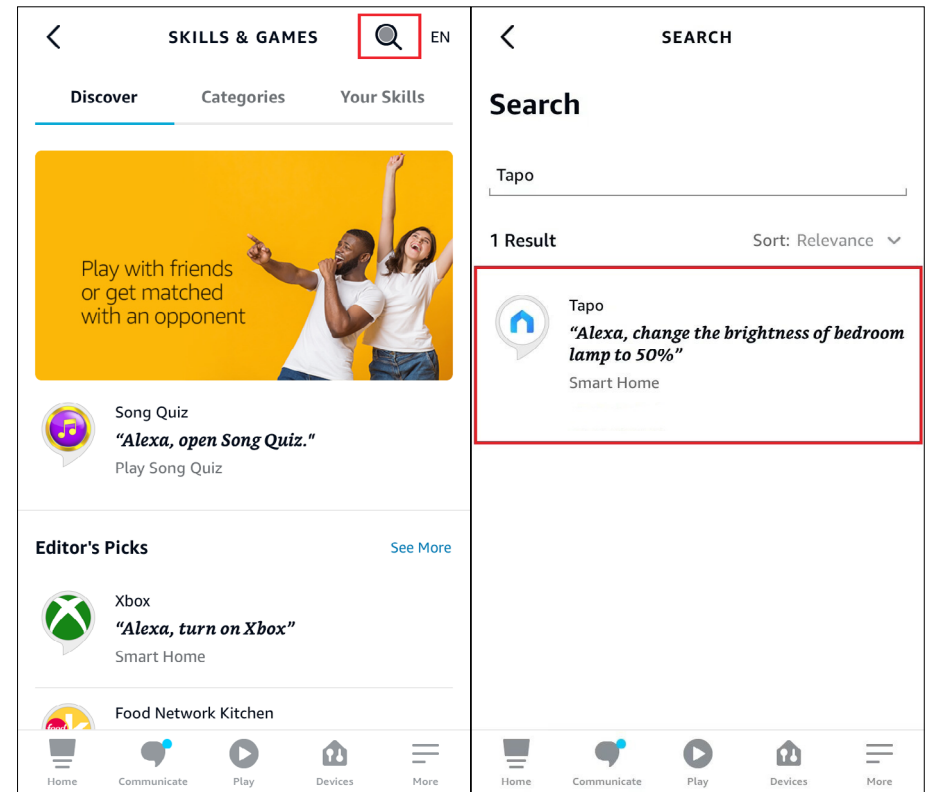 SKILLS & GAMES
EN
Discover
Categories
Your Skills
Play with friends
or get matched
with an opponent
Song Quiz
“Alexa, open Song Quiz."
Play Song Quiz
Editor's Picks
See More
Xbox
“Alexa, turn on Xbox”
Smart Home
Food Network Kitchen
food
Home
Communicate
Play
Devices
More
SEARCH
Search
Tapo
1 Result
Sort: Relevance
Tapo
“Alexa, change the brightness of bedroom
lamp to 50%”
Smart Home
Home
Communicate
Play
Devices
More